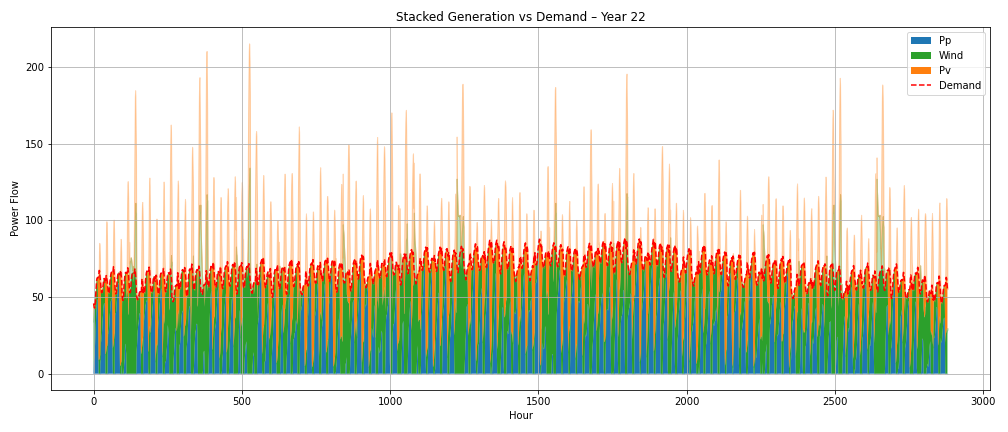 Stacked Generation vs Demand – Year 22
Pp
Wind
Pv
Demand
Power Flow
200
150
100
50
0
0 500 1000 1500 2000 2500 3000
Hour